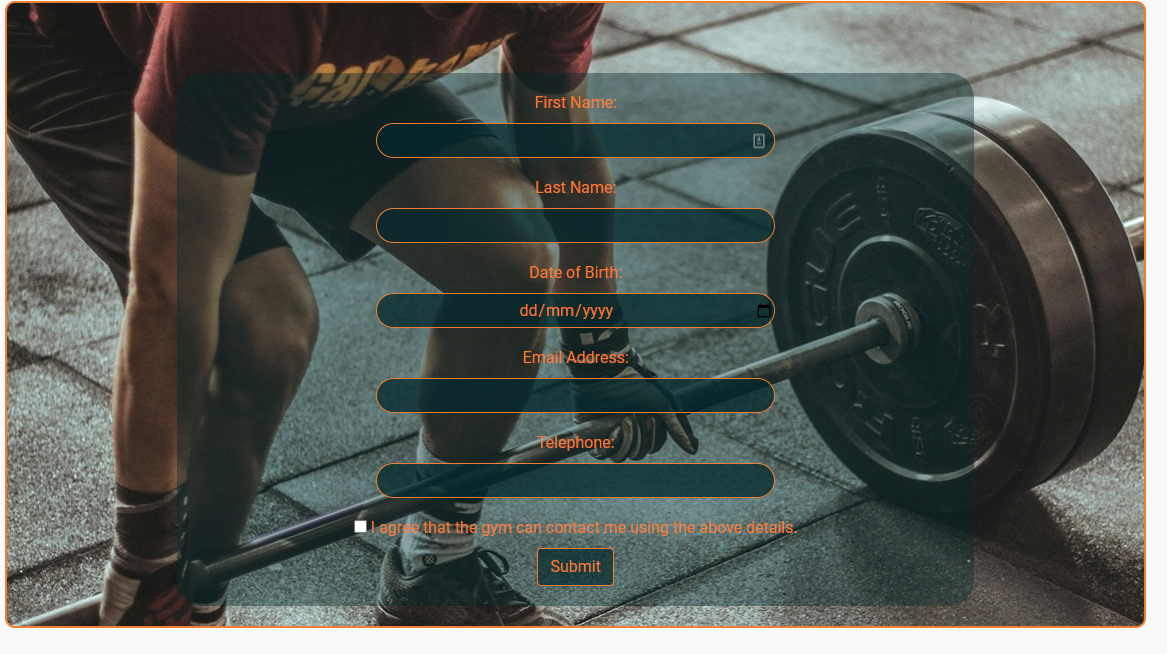 First Name:
Last Name:
Date of Birth:
dd/mm/yyyy
Email Address:
Telephone:
I agree that the gym can contact me using the above details.
Submit